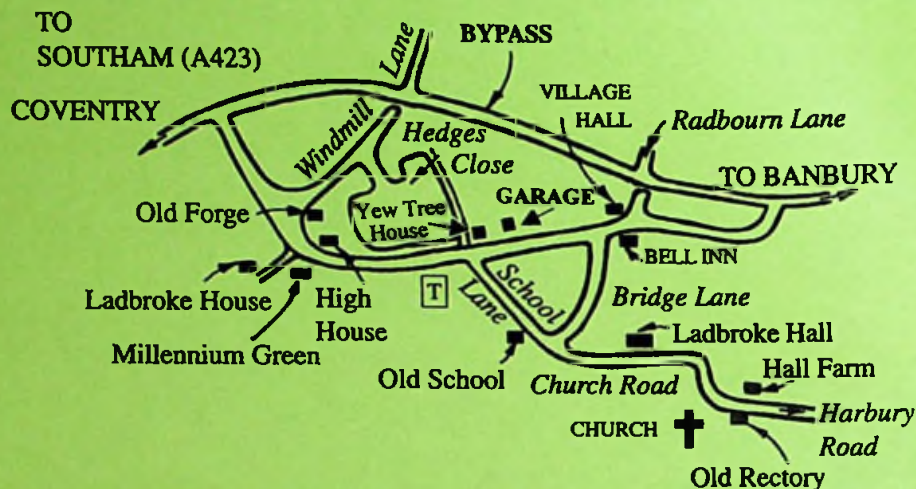 TO
SOUTHAM (A423)
COVENTRY
Lane
BYPASS
VILLAGE
HALL
Windmill
Hedges
Close
Radbourn Lane
TO BANBURY
Old Forge
Yew Tree
House
GARAGE
BELL INN
Ladbroke House
High
House
T
School
Lane
Bridge Lane
Millennium Green
Ladbroke Hall
Old School
Church Road
Hall Farm
CHURCH
Harbury
Road
Old Rectory